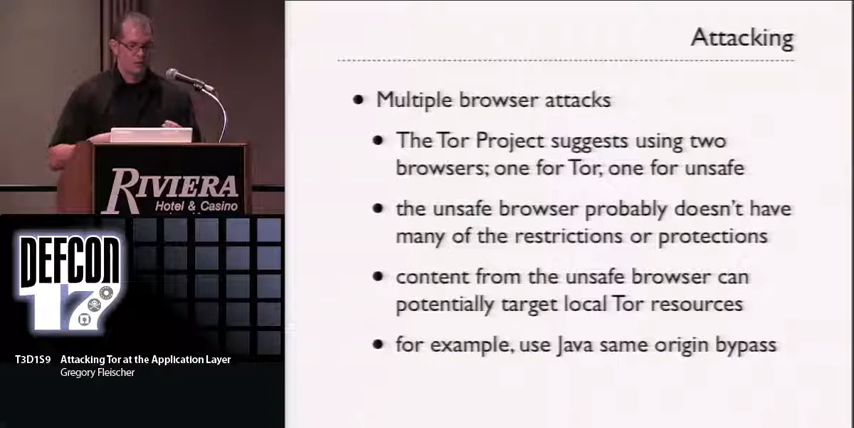 Attacking
• Multiple browser attacks
• The Tor Project suggests using two
browsers; one for Tor, one for unsafe
• the unsafe browser probably doesn't have
many of the restrictions or protections
• content from the unsafe browser can
potentially target local Tor resources
• for example, use Java same origin bypass
RIVIERA
Hotel & Casino
DEFCON
17
T3D1S9 Attacking Tor at the Application Layer
Gregory Fleischer